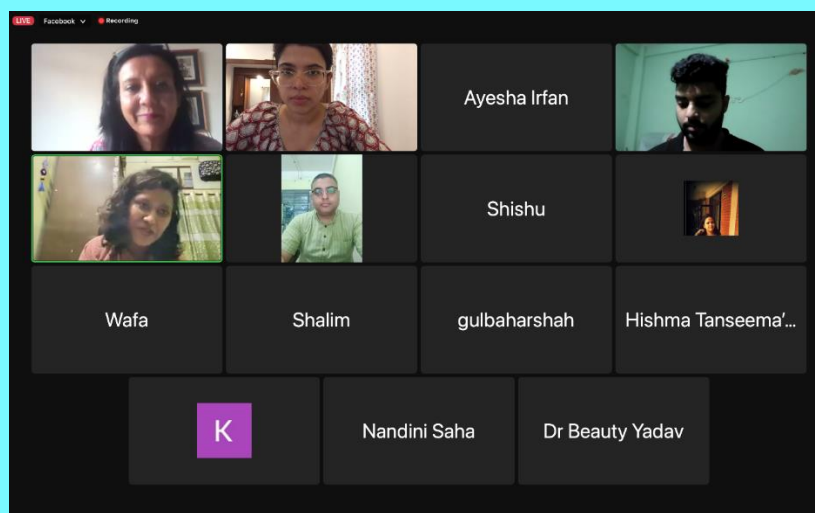 LIVE Facebook Recording
Ayesha Irfan
Shishu
Wafa Shalim gulbaharshah Hishma Tanseema'...
K Nandini Saha Dr Beauty Yadav